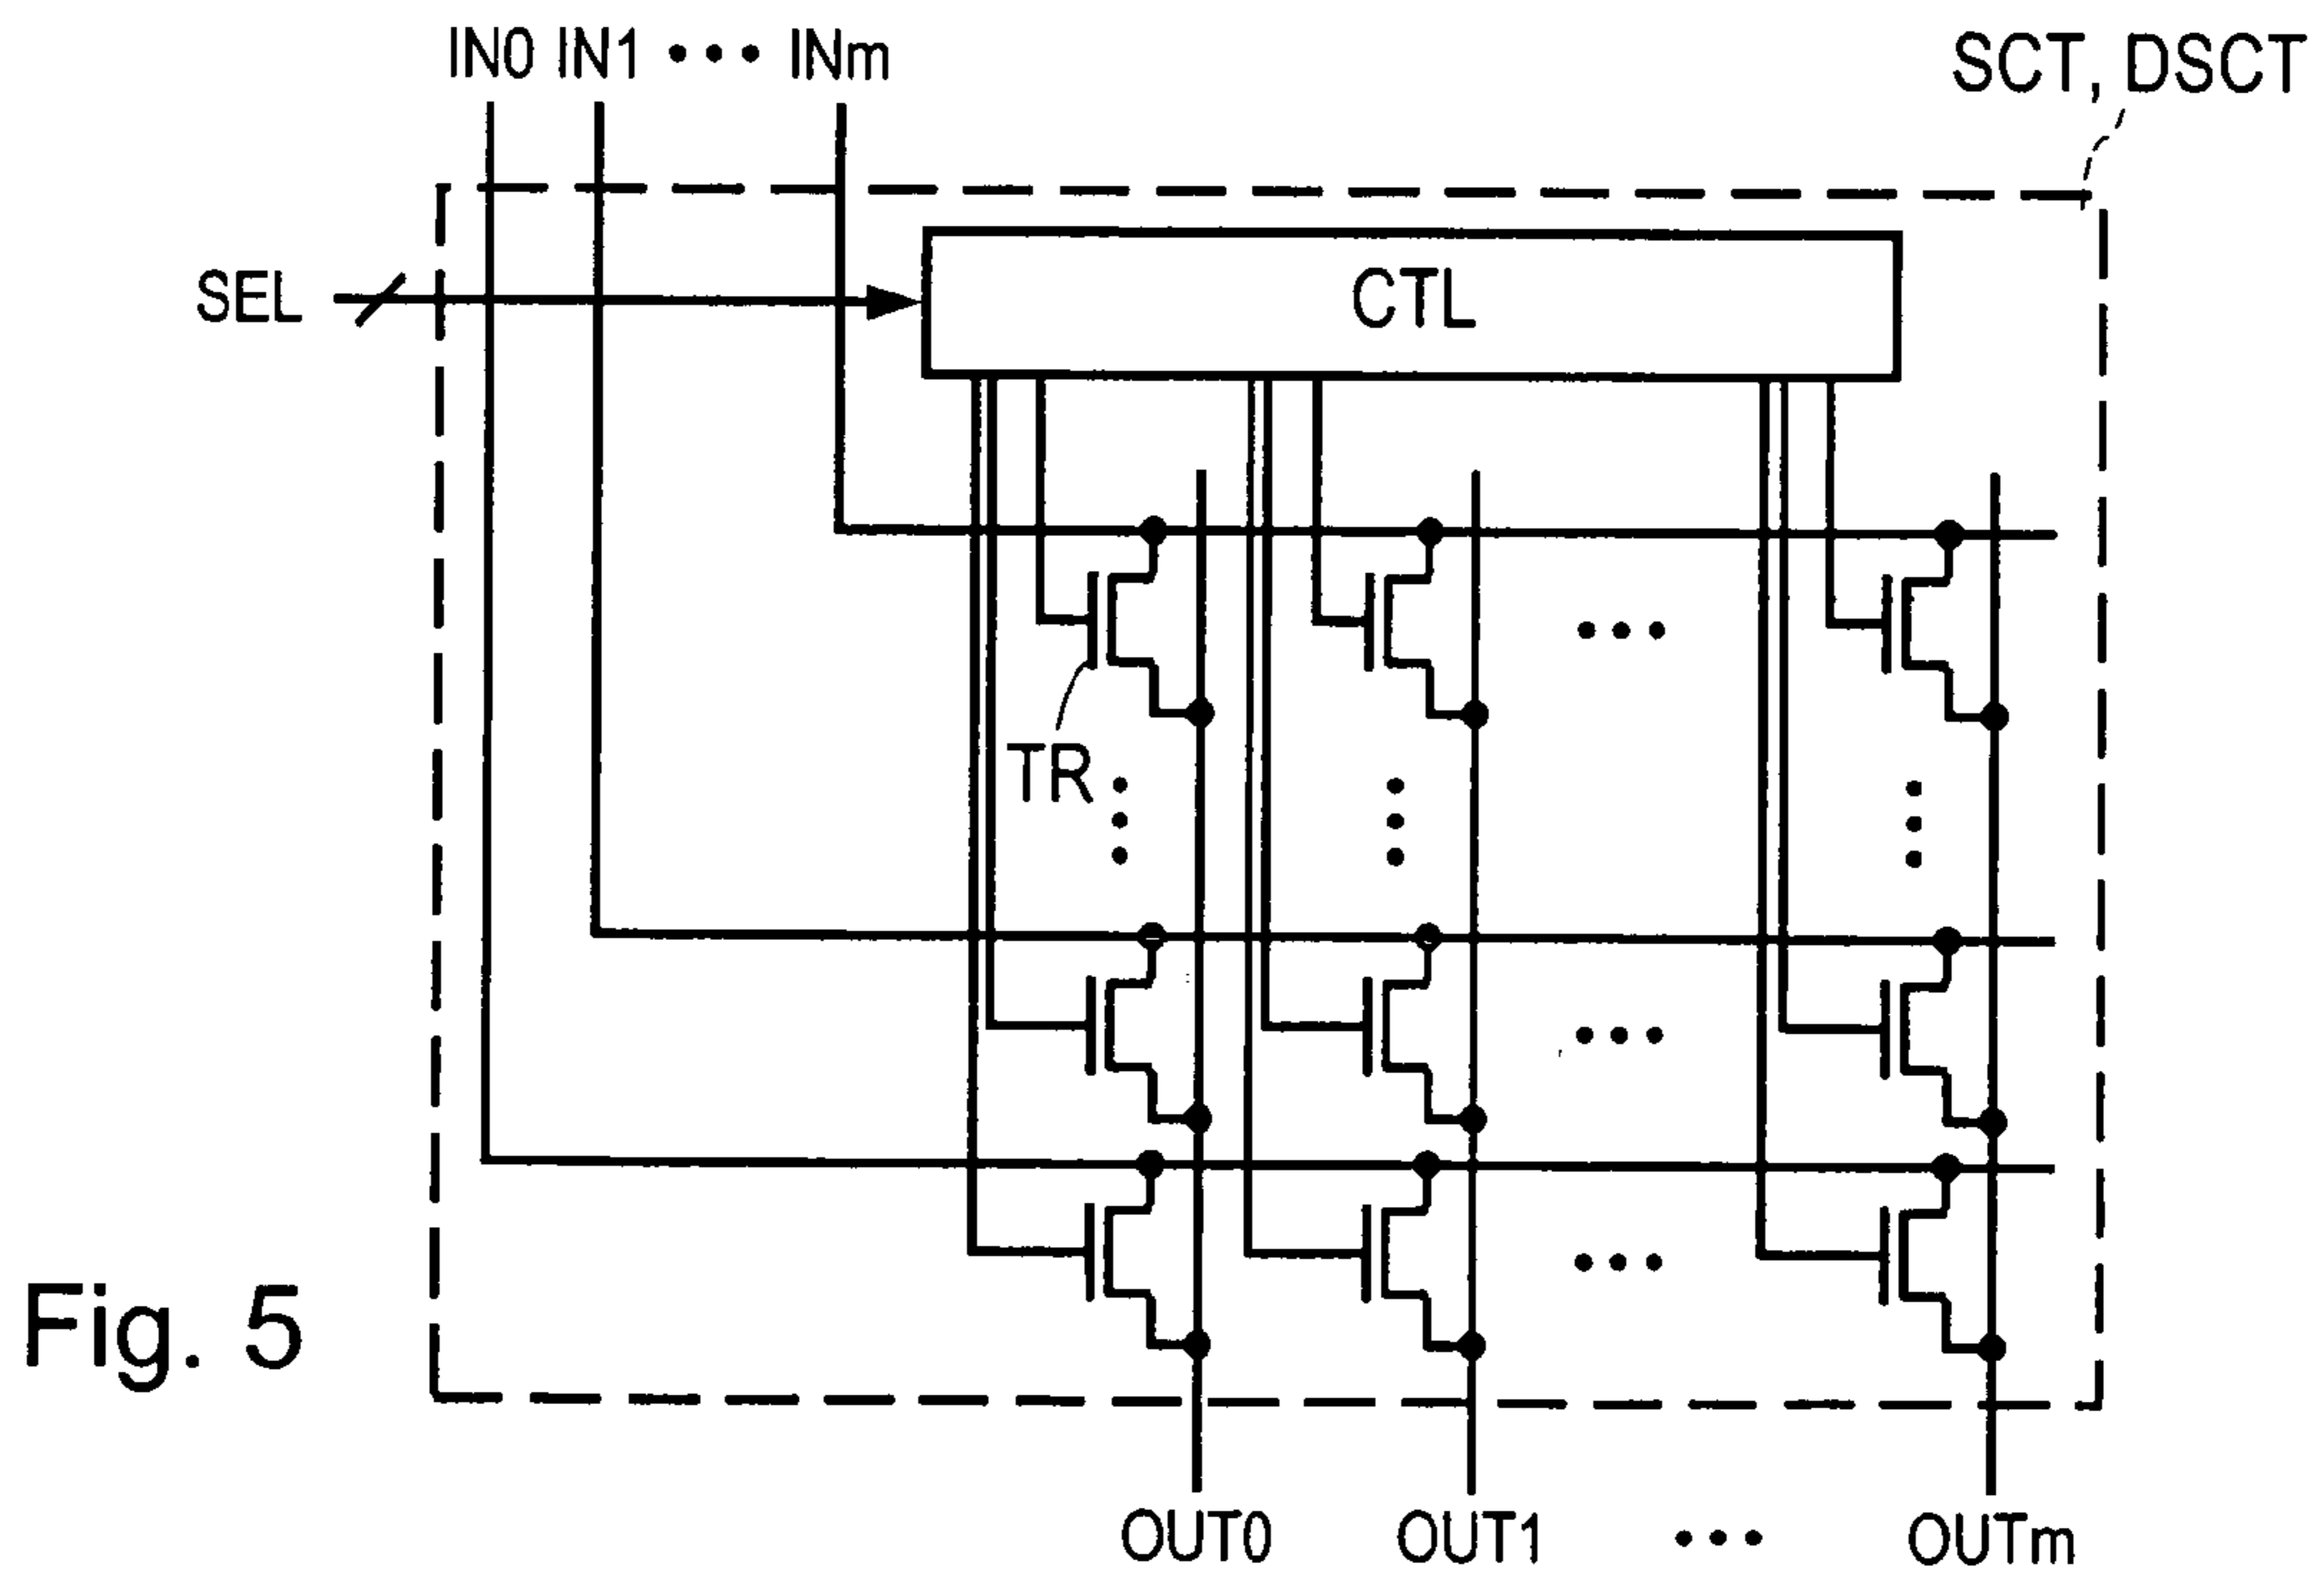 IN0 IN1 ••• INm
SCT, DSCT
SEL
CTL
TR
Fig. 5
OUT0 OUT1 ••• OUTm